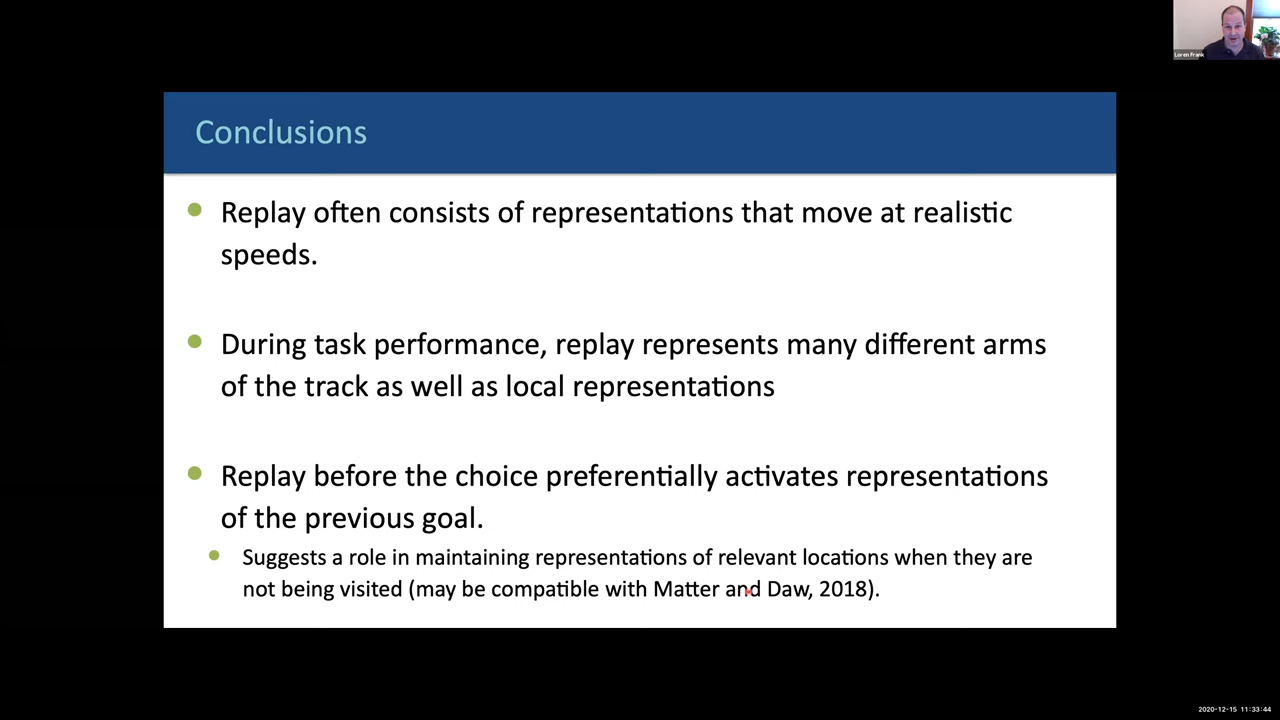 Loren Frank
Conclusions
Replay often consists of representations that move at realistic
speeds.
During task performance, replay represents many different arms
of the track as well as local representations
Replay before the choice preferentially activates representations
of the previous goal.
Suggests a role in maintaining representations of relevant locations when they are
not being visited (may be compatible with Matter and Daw, 2018).
2020-12-15 11:33:44